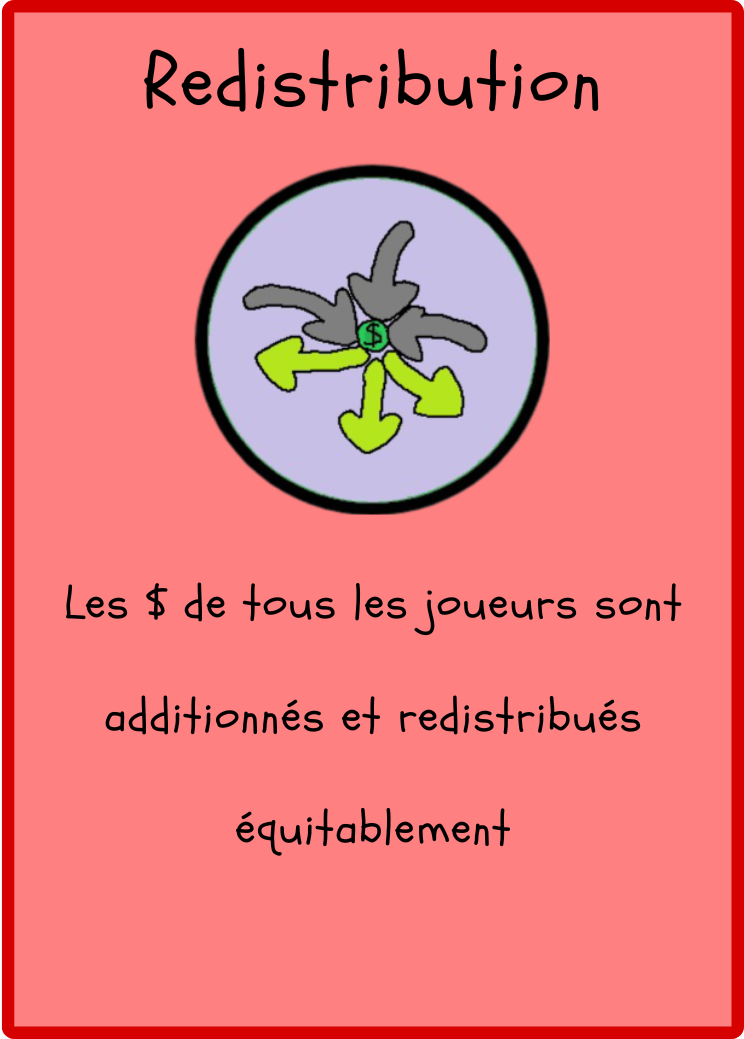 Redistribution
$
Les $ de tous les joueurs sont
additionnés et redistribués
équitablement